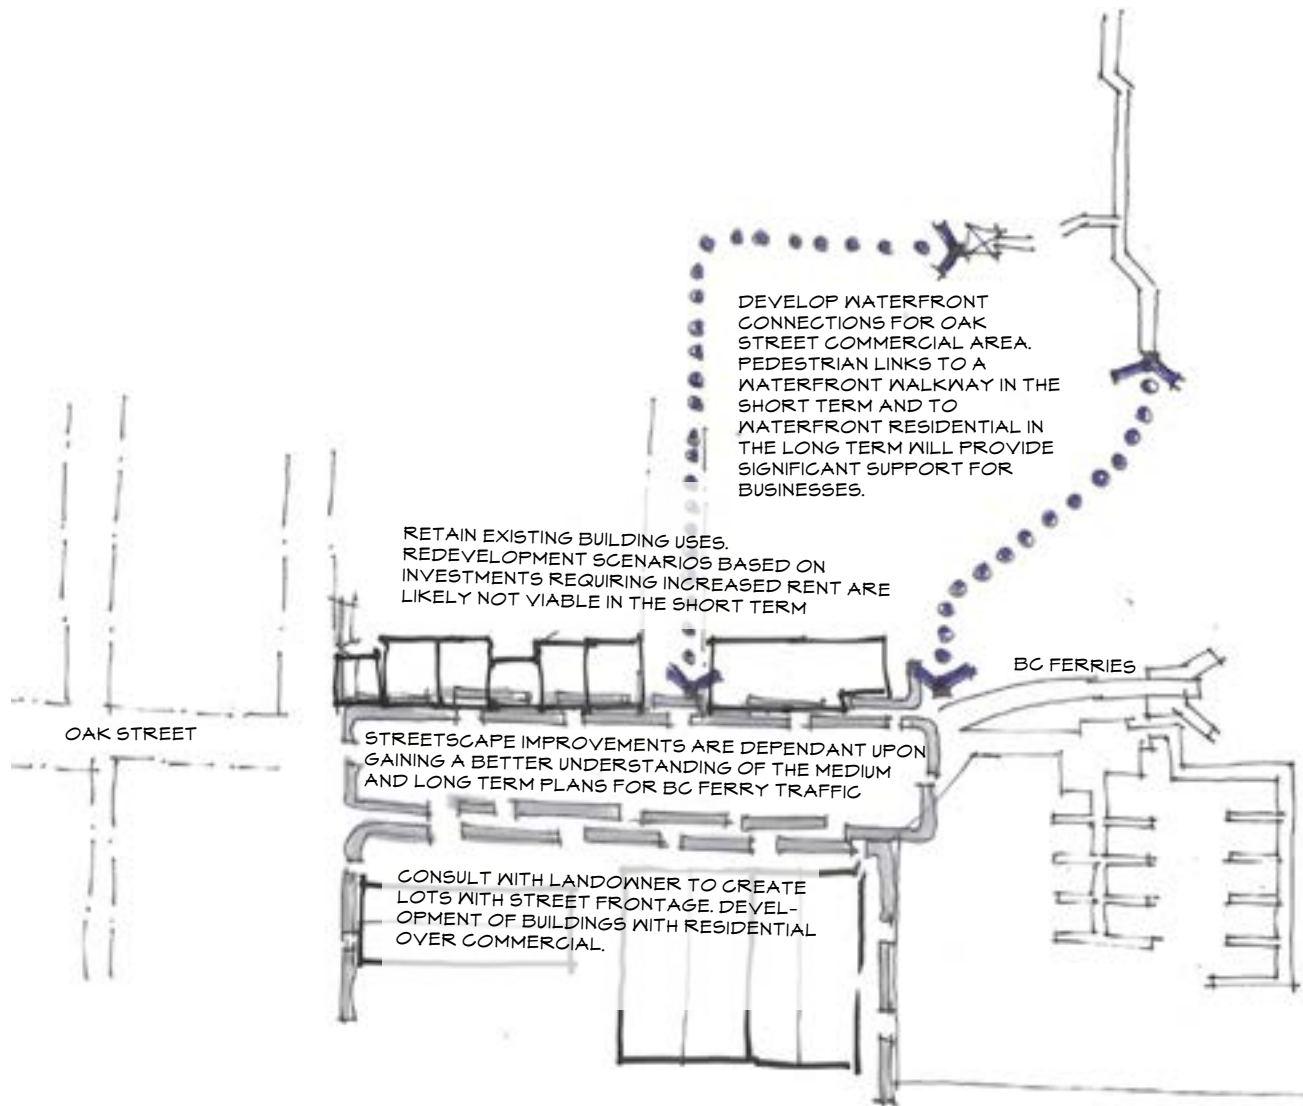 DEVELOP WATERFRONT
CONNECTIONS FOR OAK
STREET COMMERCIAL AREA.
PEDESTRIAN LINKS TO A
WATERFRONT WALKWAY IN THE
SHORT TERM AND TO
WATERFRONT RESIDENTIAL IN
THE LONG TERM WILL PROVIDE
SIGNIFICANT SUPPORT FOR
BUSINESSES.
RETAIN EXISTING BUILDING USES.
REDEVELOPMENT SCENARIOS BASED ON
INVESTMENTS REQUIRING INCREASED RENT ARE
LIKELY NOT VIABLE IN THE SHORT TERM
BC FERRIES
OAK STREET
STREETSCAPE IMPROVEMENTS ARE DEPENDANT UPON
GAINING A BETTER UNDERSTANDING OF THE MEDIUM
AND LONG TERM PLANS FOR BC FERRY TRAFFIC
CONSULT WITH LANDOWNER TO CREATE
LOTS WITH STREET FRONTAGE. DEVEL-
OPMENT OF BUILDINGS WITH RESIDENTIAL
OVER COMMERCIAL.